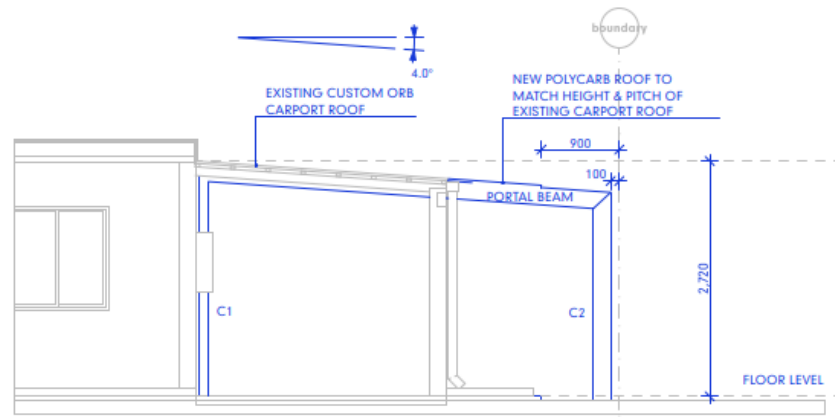 boundary
4.0°
EXISTING CUSTOM ORB
CARPORT ROOF
NEW POLYCARB ROOF TO
MATCH HEIGHT & PITCH OF
EXISTING CARPORT ROOF
900
100
PORTAL BEAM
2,720
C1
C2
FLOOR LEVEL